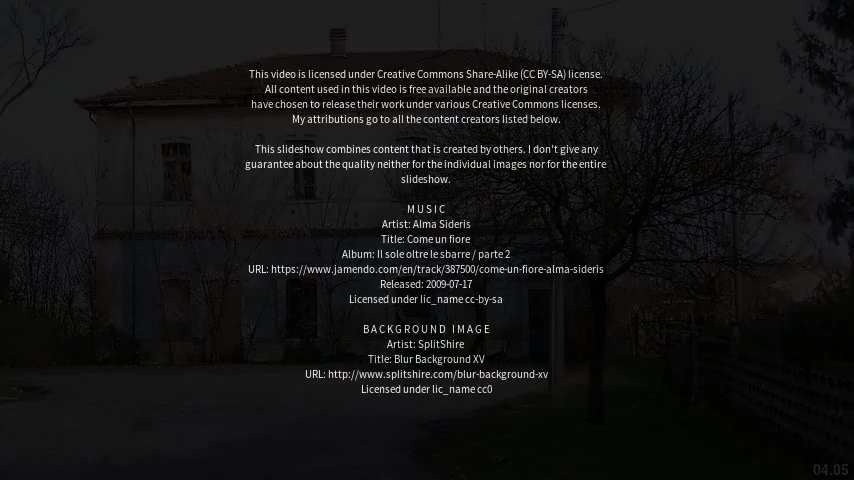 This video is licensed under Creative Commons Share-Alike (CC BY-SA) license.
All content used in this video is free available and the original creators
have chosen to release their work under various Creative Commons licenses.
My attributions go to all the content creators listed below.
This slideshow combines content that is created by others. I don't give any
guarantee about the quality neither for the individual images nor for the entire
slideshow.
MUSIC
Artist: Alma Sideris
Title: Come un fiore
Album: Il sole oltre le sbarre / parte 2
URL: https://www.jamendo.com/en/track/387500/come-un-fiore-alma-sideris
Released: 2009-07-17
Licensed under lic_name cc-by-sa
BACKGROUND IMAGE
Artist: SplitShire
Title: Blur Background XV
URL: http://www.splitshire.com/blur-background-xv
Licensed under lic_name cc0
04.05